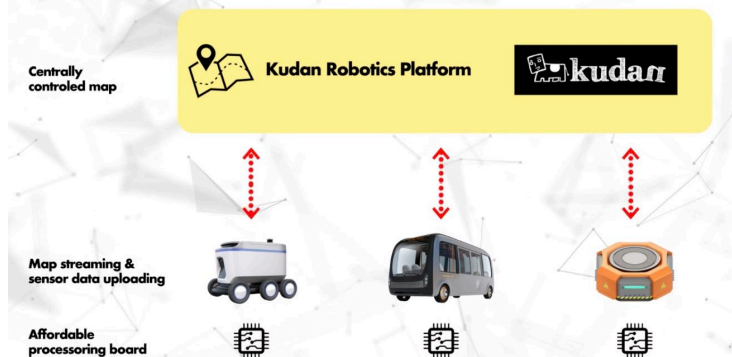 Centrally
controled map
Kudan Robotics Platform
kudan
Map streaming &
sensor data uploading
Affordable
processoring board